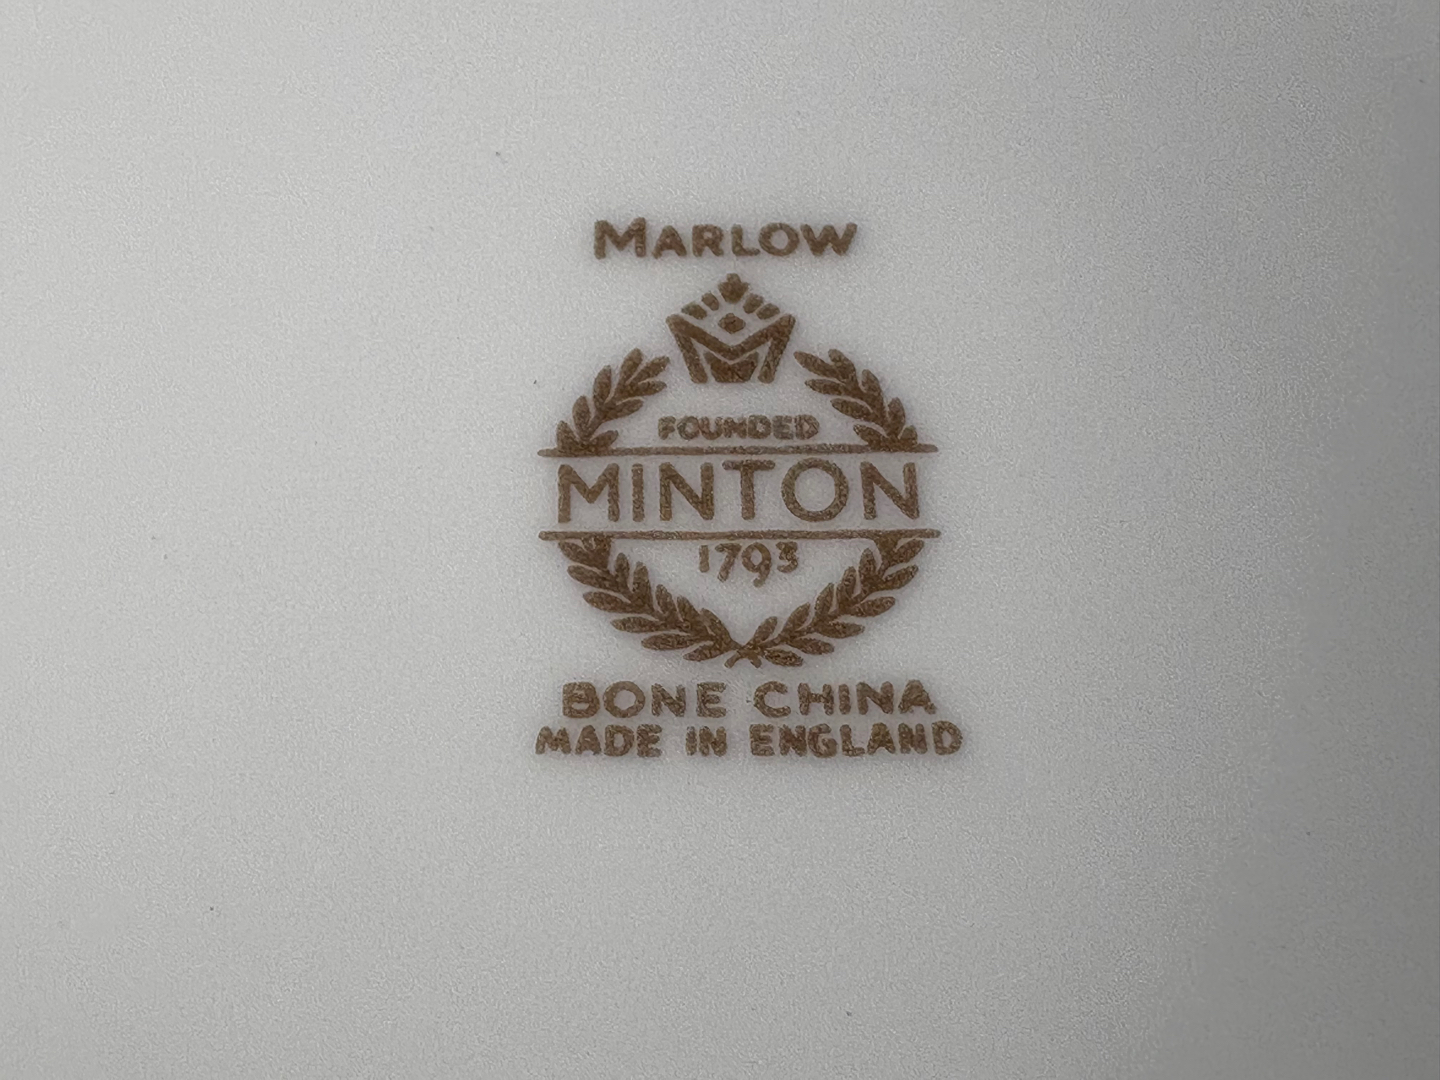 MARLOW
FOUNDED
MINTON
1793
BONE CHINA
MADE IN ENGLAND